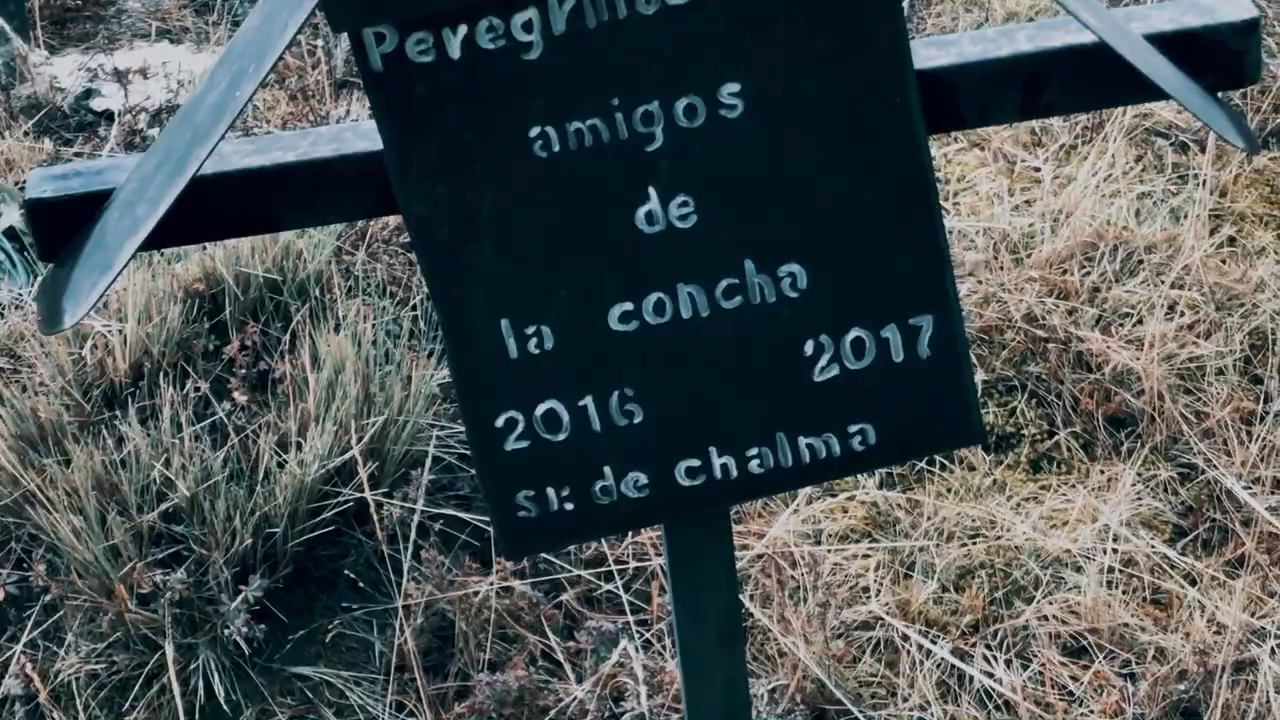 amigos
de
la concha
2016 2017
sr. de chalma